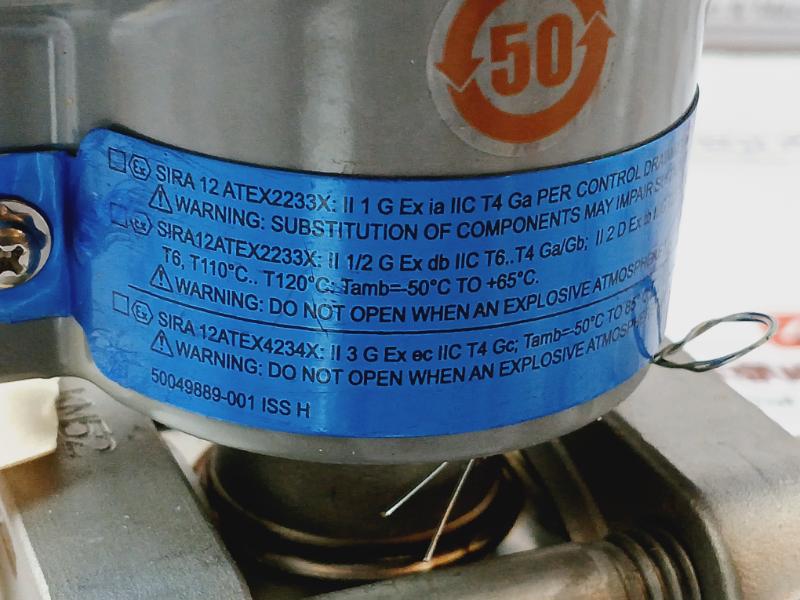 50
SIRA 12 ATEX2233X: II 1 G Ex ia IIC T4 Ga PER CONTROL
WARNING: SUBSTITUTION OF COMPONENTS MAY IMPAIR
SIRA12ATEX2233X: II 1/2 G Ex db IIC T6..T4 Ga/Gb; II 2 D Ex
T6, T110°C.. T120°C: Tamb=-50°C TO +65°C.
WARNING: DO NOT OPEN WHEN AN EXPLOSIVE
SIRA 12ATEX4234X: II 3 G Ex ec IIC T4 Gc; Tamb=-50°C TO
WARNING: DO NOT OPEN WHEN AN EXPLOSIVE
50049889-001 ISS H